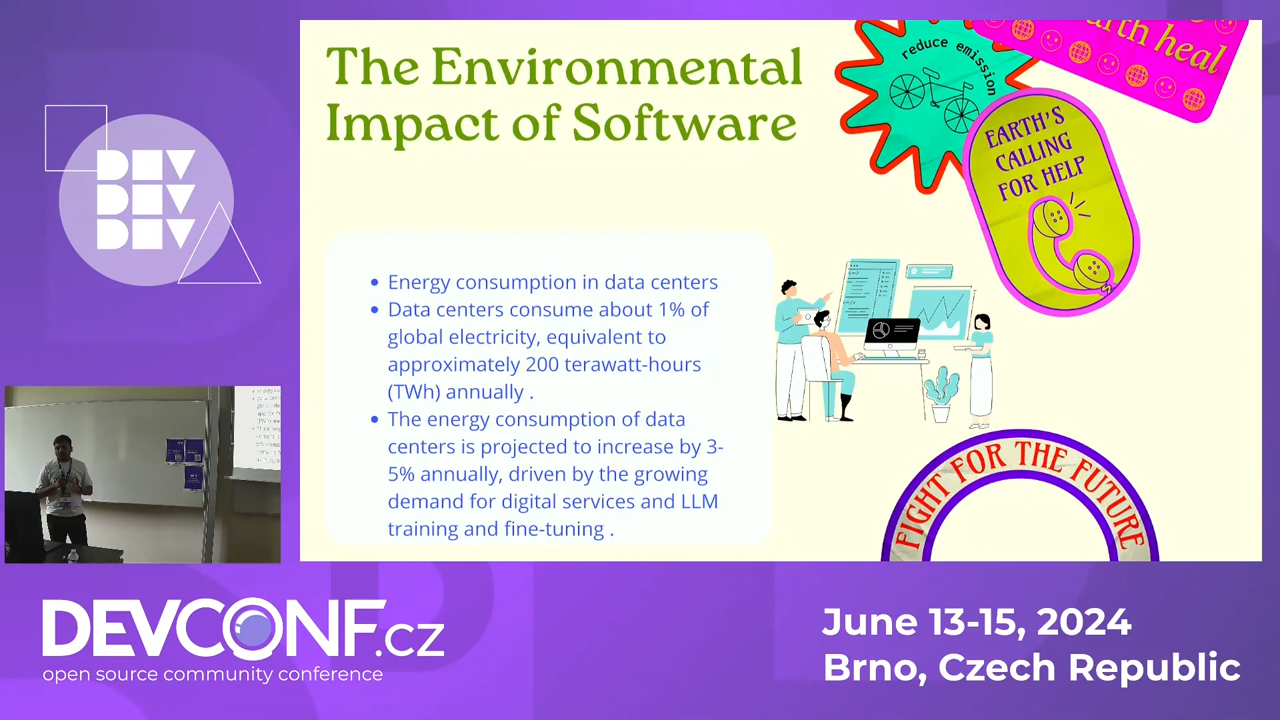 The Environmental
Impact of Software
reduce emission
earth heal
EARTH'S
CALLING
FOR HELP
DEV
DEV
DEV
• Energy consumption in data centers
• Data centers consume about 1% of
global electricity, equivalent to
approximately 200 terawatt-hours
(TWh) annually .
• The energy consumption of data
centers is projected to increase by 3-
5% annually, driven by the growing
demand for digital services and LLM
training and fine-tuning .
FIGHT FOR THE FUTURE
DEVCONF.cz
open source community conference
June 13-15, 2024
Brno, Czech Republic